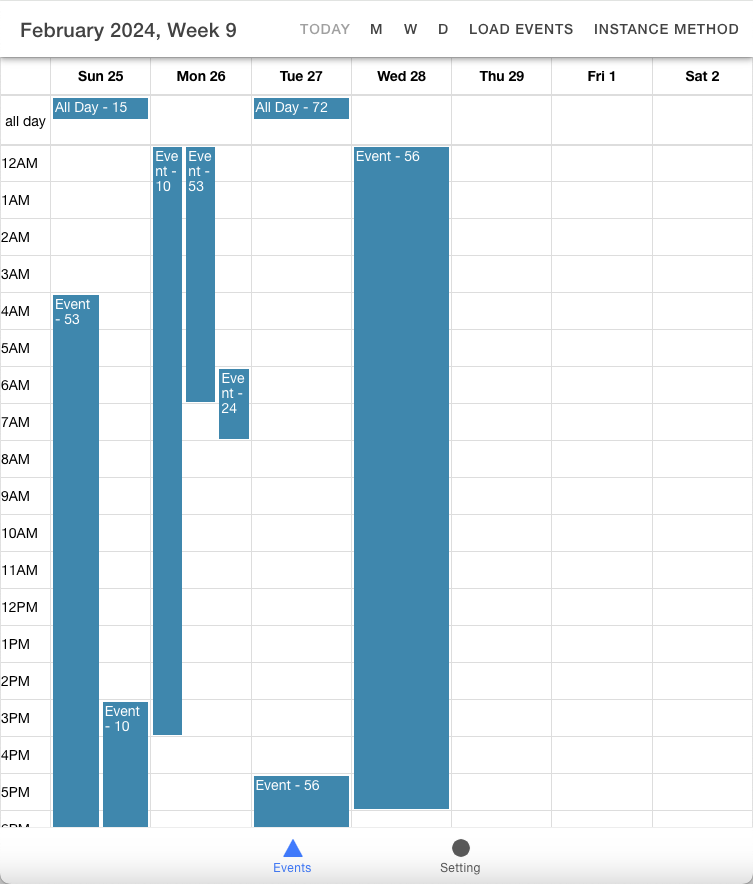 February 2024, Week 9
TODAY M W D LOAD EVENTS INSTANCE METHOD
Sun 25 Mon 26 Tue 27 Wed 28 Thu 29 Fri 1 Sat 2
all day
All Day - 15
All Day - 72
12AM
1AM
2AM
3AM
4AM
5AM
6AM
7AM
8AM
9AM
10AM
11AM
12PM
1PM
2PM
3PM
4PM
5PM
6PM
Event
- 53
Event
- 10
Eve
nt -
10
Eve
nt -
53
Eve
nt -
24
Event - 56
Event - 56
Events
Setting